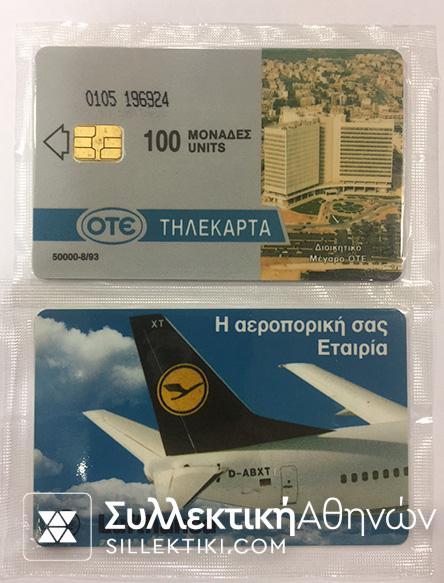 0105 196924
100 ΜΟΝΑΔΕΣ
UNITS
ΟΤΕ ΤΗΛΕΚΑΡΤΑ
50000-8/93
Διοικητικο
Μέγαρο ΟΤΕ
XT
Η αεροπορική σας
Εταιρία
D-ABXT
ΣυλλεκτικήΑθηνών
SILLEKTIKI.COM